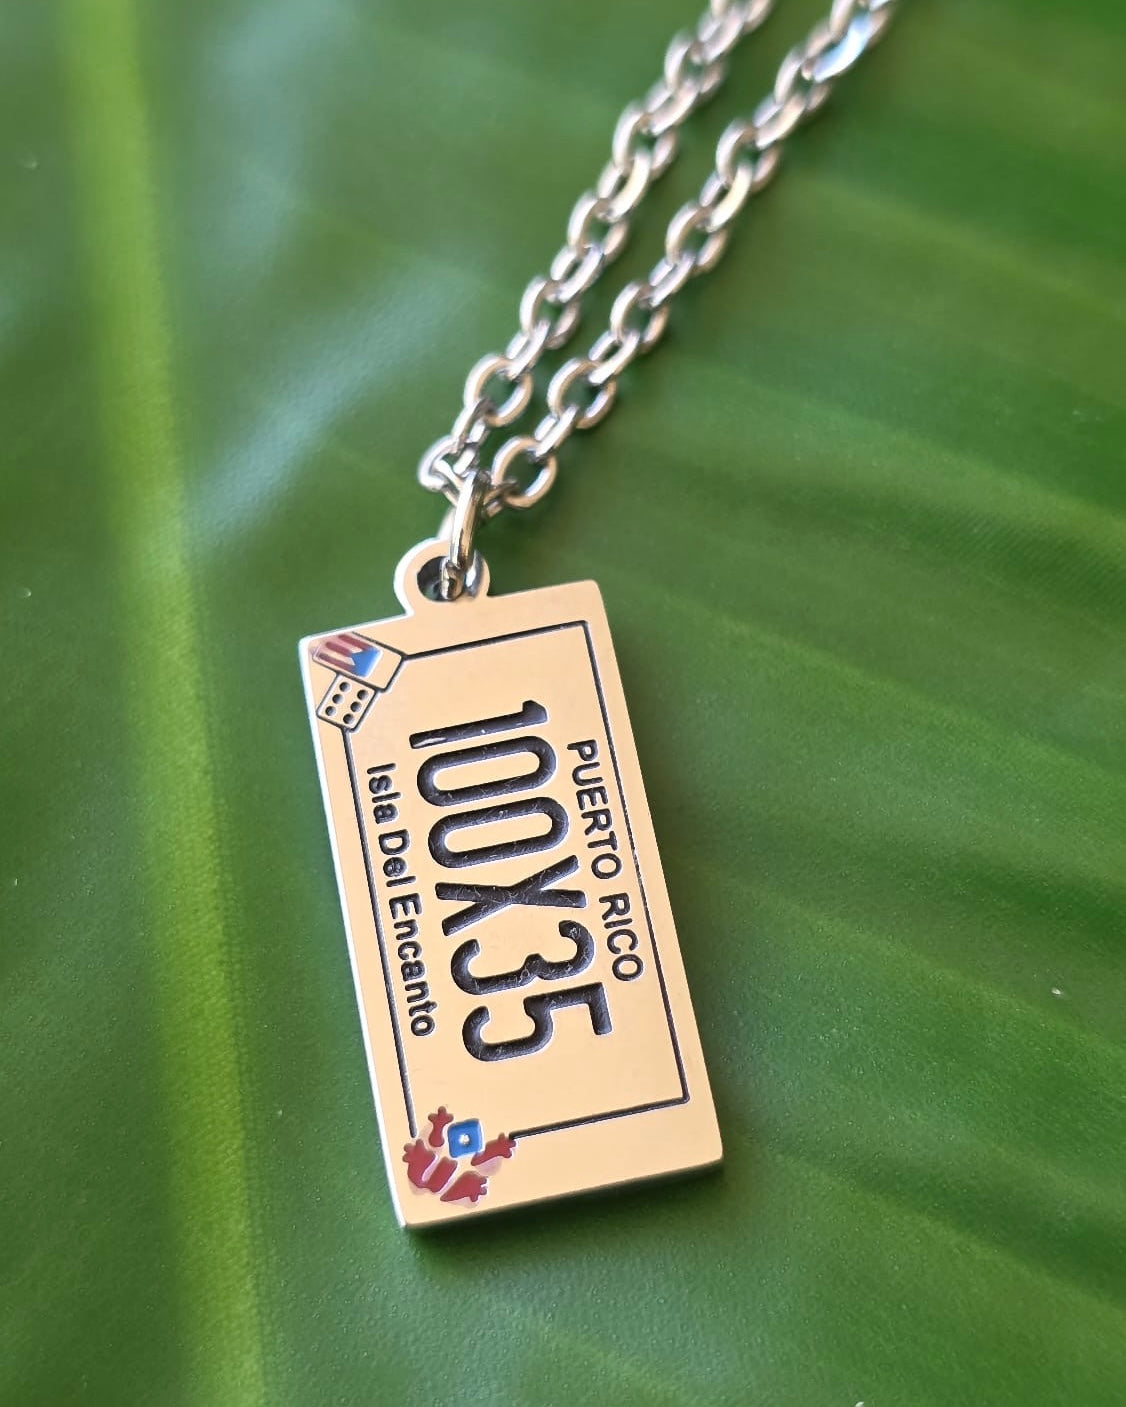 PUERTO RICO
100X35
Isla Del Encanto